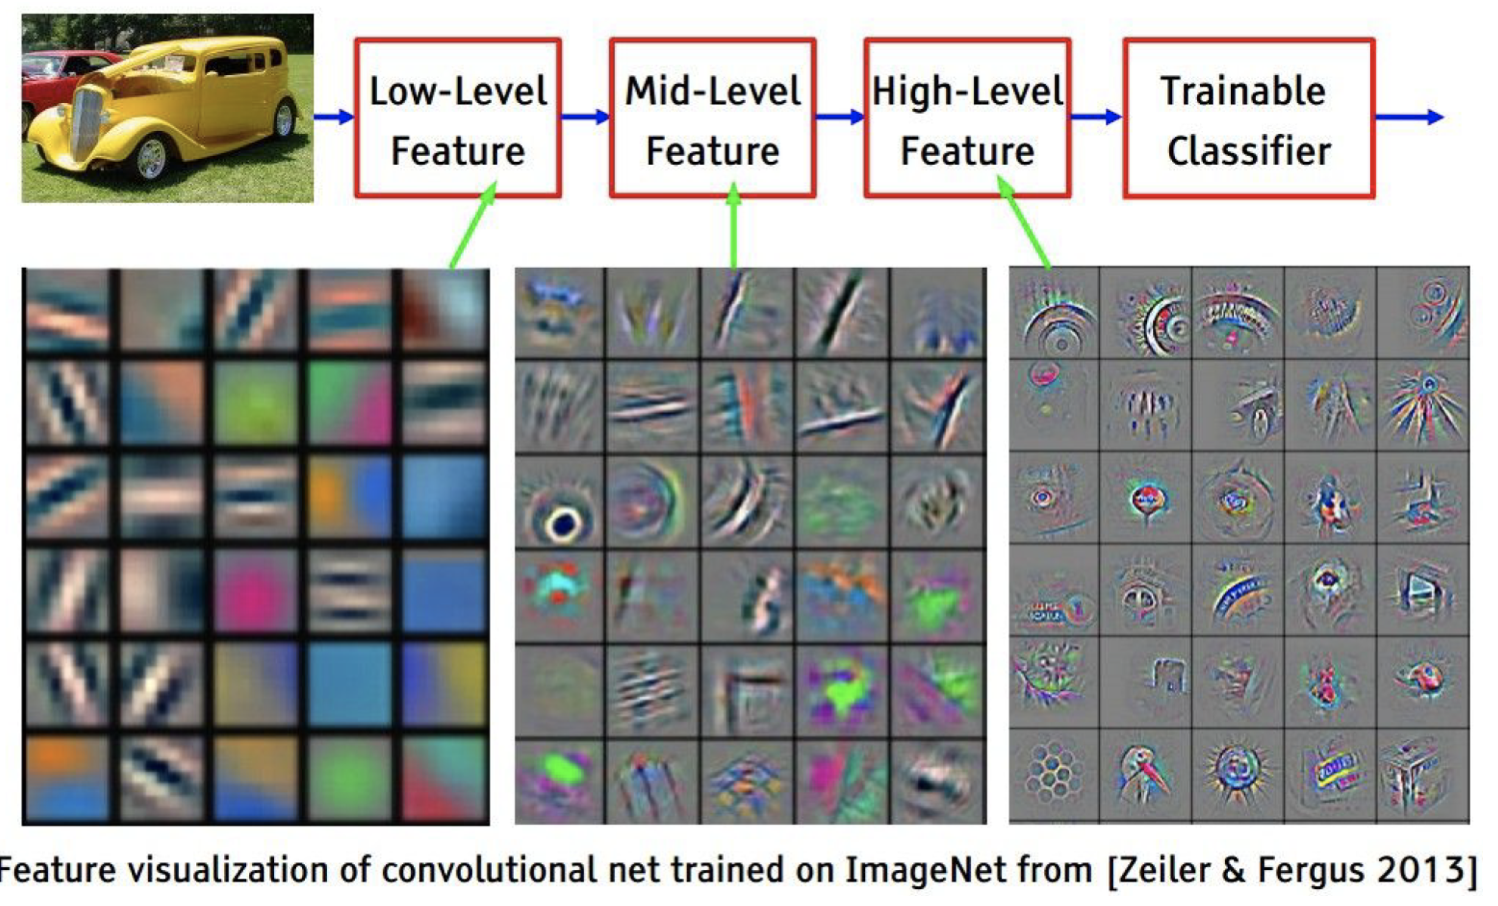 Low-Level
Feature
Mid-Level
Feature
High-Level
Feature
Trainable
Classifier
Feature visualization of convolutional net trained on ImageNet from [Zeiler & Fergus 2013]